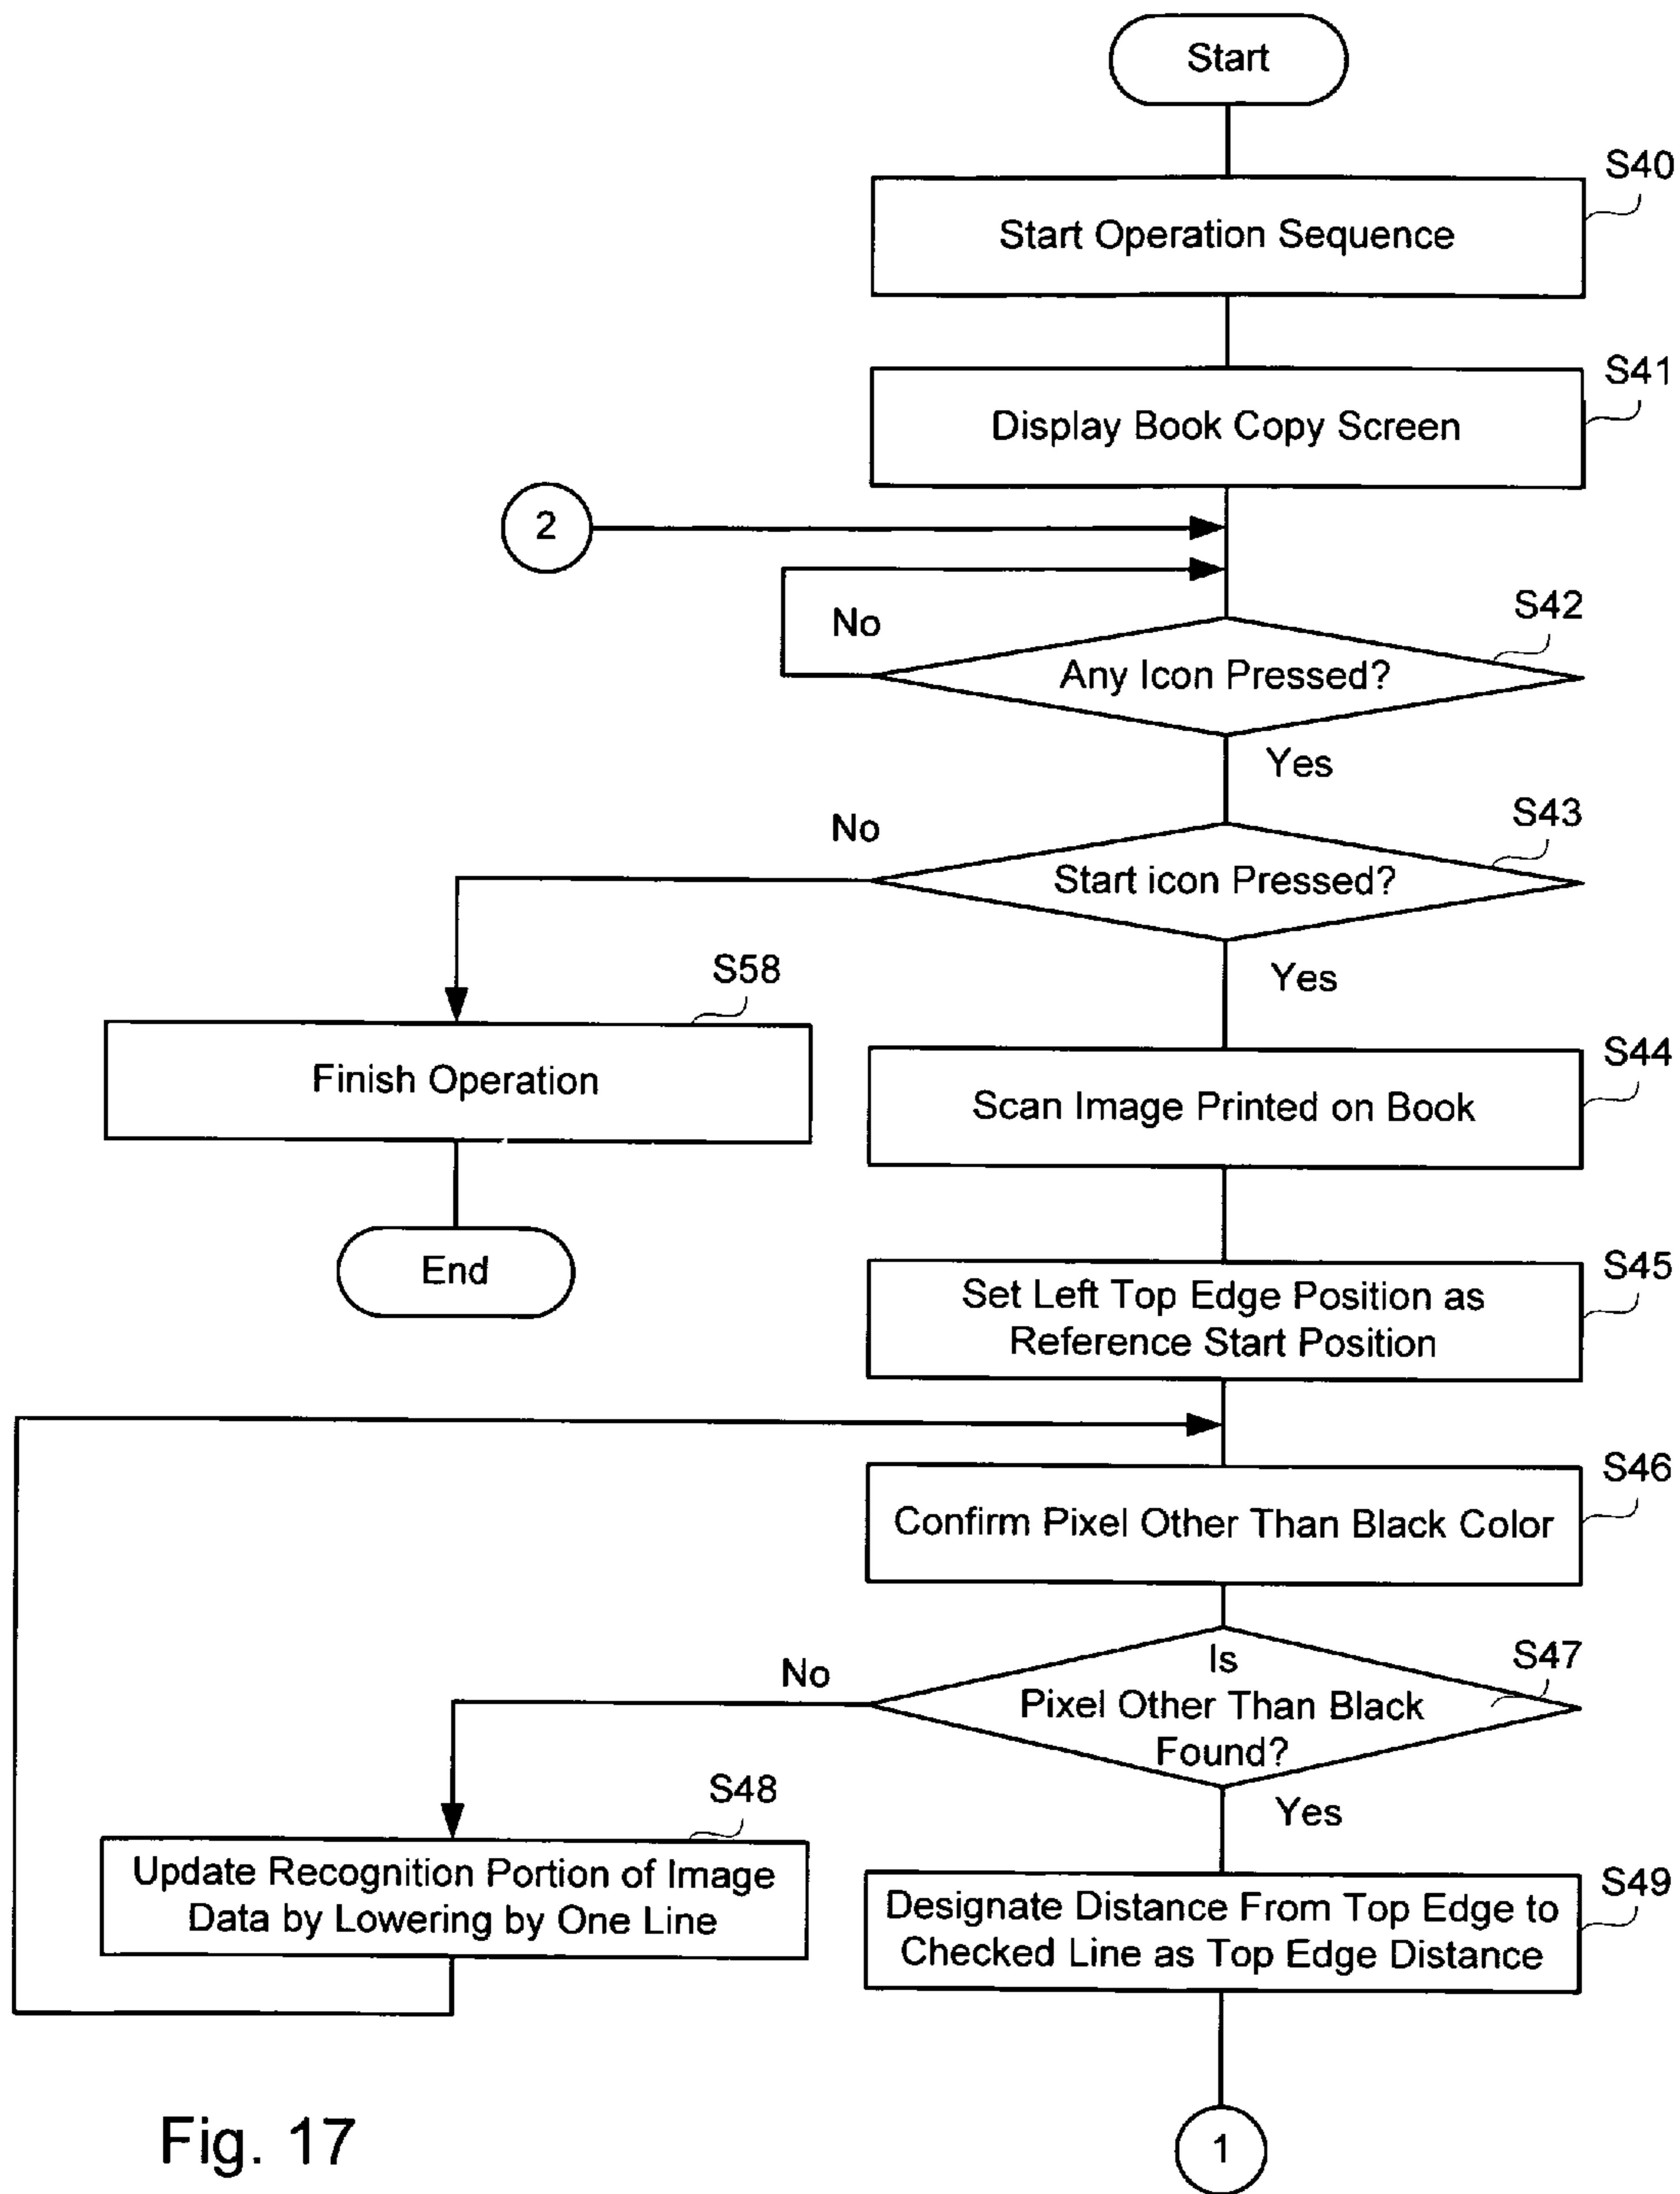 Start
S40
Start Operation Sequence
S41
Display Book Copy Screen
2
No
S42
Any Icon Pressed?
Yes
No
S43
Start icon Pressed?
S58
Yes
Finish Operation
S44
Scan Image Printed on Book
End
S45
Set Left Top Edge Position as
Reference Start Position
S46
Confirm Pixel Other Than Black Color
No
S47
Is
Pixel Other Than Black
Found?
S48
Yes
Update Recognition Portion of Image
Data by Lowering by One Line
S49
Designate Distance From Top Edge to
Checked Line as Top Edge Distance
1
Fig. 17